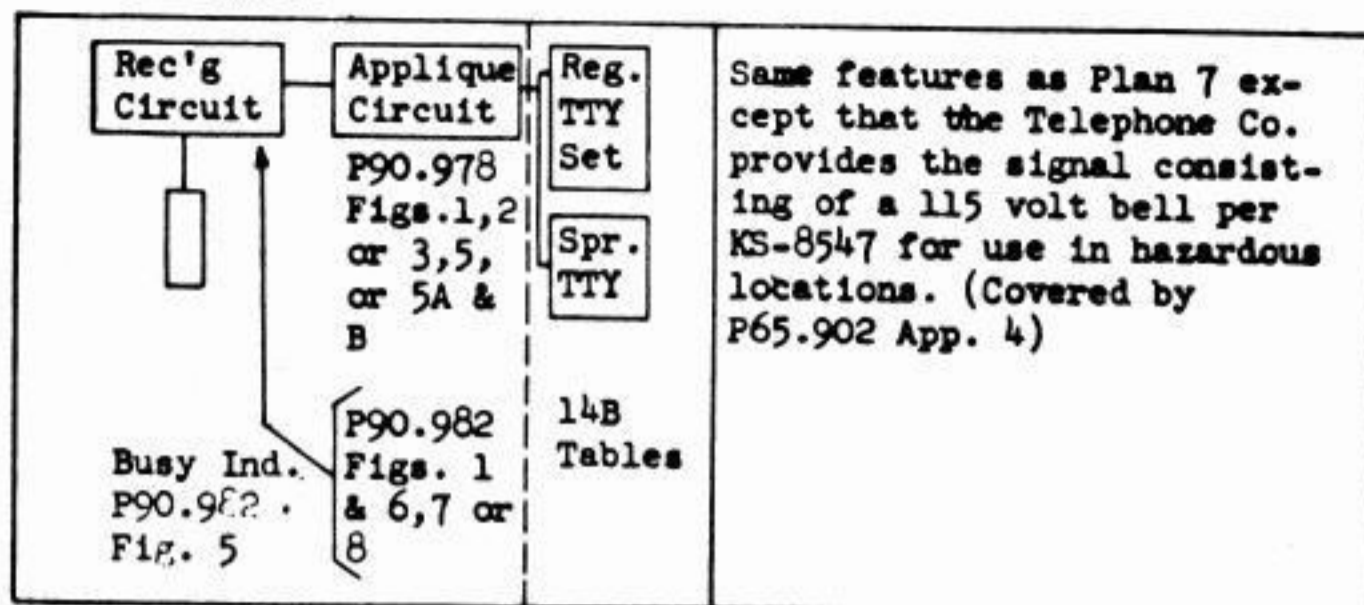 Rec'g
Circuit
Applique
Circuit
P90.978
Figs.1,2
or 3,5,
or 5A &
B
P90.982
Figs. 1
& 6,7 or
8
Busy Ind.
P90.982.
Fig. 5
Reg.
TTY
Set
Spr.
TTY
14B
Tables
Same features as Plan 7 ex-
cept that the Telephone Co.
provides the signal consist-
ing of a 115 volt bell per
KS-8547 for use in hazardous
locations. (Covered by
P65.902 App. 4)